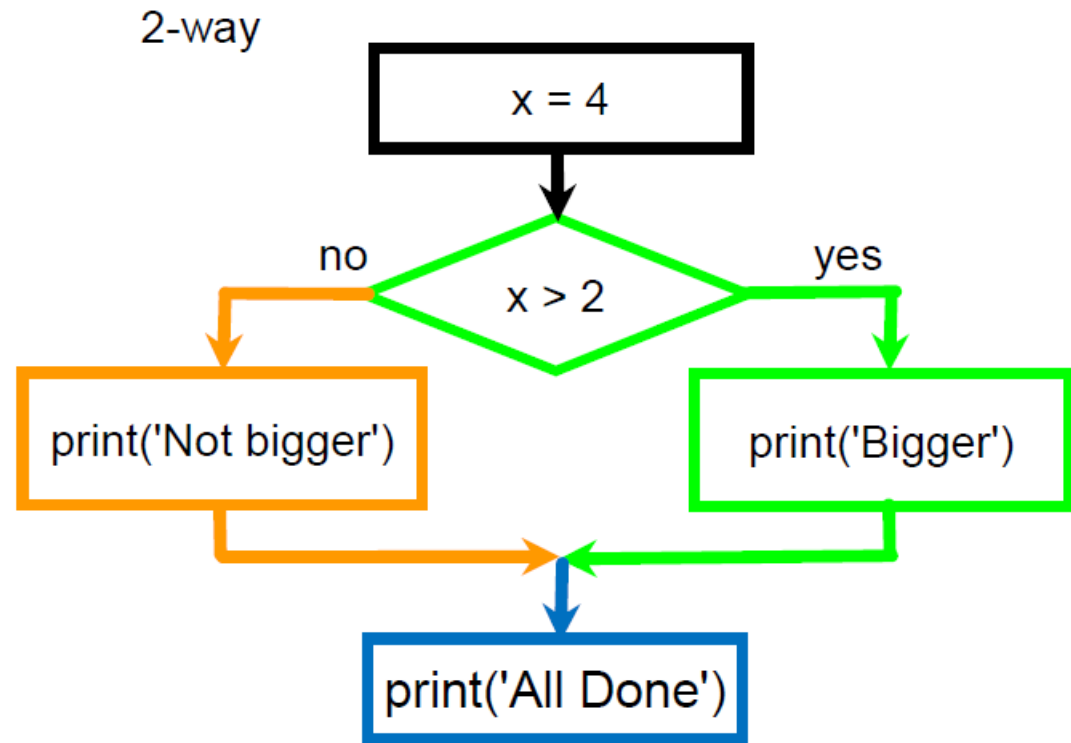 2-way
x = 4
no
yes
x > 2
print('Not bigger')
print('Bigger')
print('All Done')